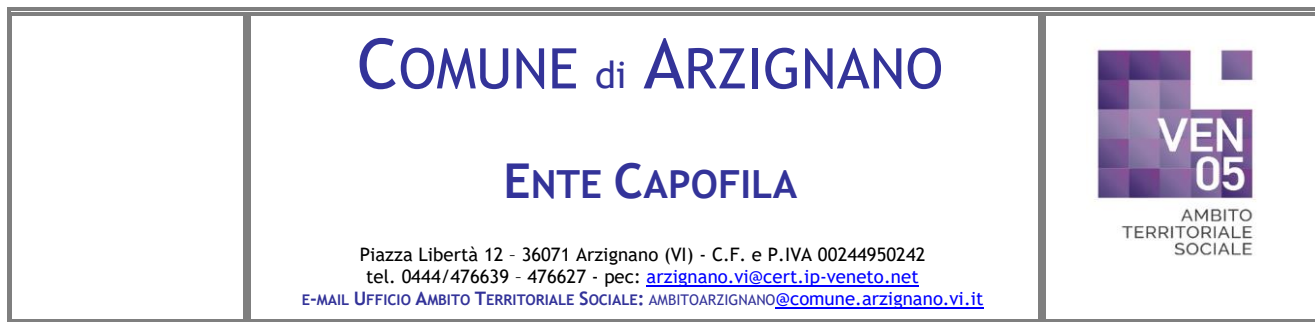 COMUNE di ARZIGNANO
ENTE CAPOFILA
Piazza Libertà 12 – 36071 Arzignano (VI) - C.F. e P.IVA 00244950242
tel. 0444/476639 – 476627 - pec: arzignano.vi@cert.ip-veneto.net
E-MAIL UFFICIO AMBITO TERRITORIALE SOCIALE: AMBITOARZIGNANO@comune.arzignano.vi.it
VEN
05
AMBITO
TERRITORIALE
SOCIALE